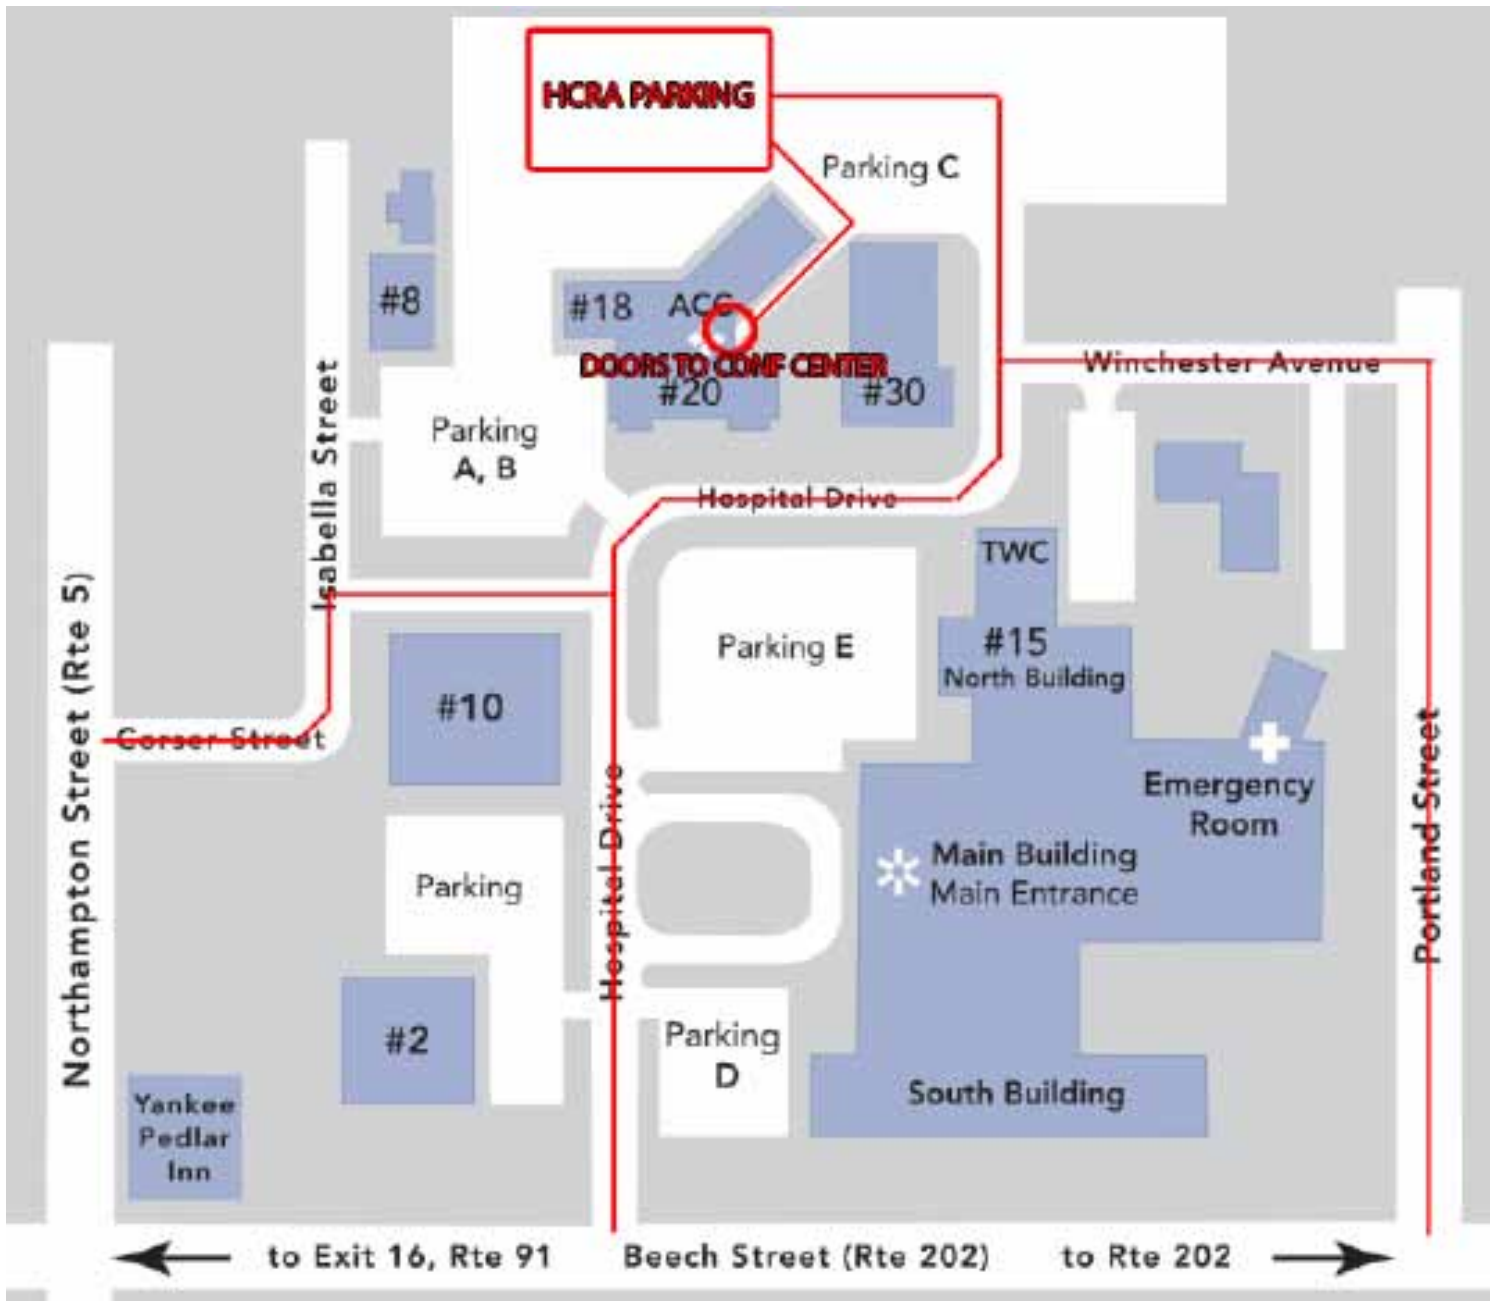 HCRA PARKING
Parking C
#8
#18
ACC
DOORS TO CONF CENTER
#20
#30
Winchester Avenue
Isabella Street
Parking
A, B
Hospital Drive
TWC
#15
North Building
Parking E
#10
Corser Street
Northampton Street (Rte 5)
Emergency
Room
Main Building
Main Entrance
Portland Street
Hospital Drive
Parking
#2
Parking
D
South Building
Yankee
Pedlar
Inn
to Exit 16, Rte 91
Beech Street (Rte 202)
to Rte 202